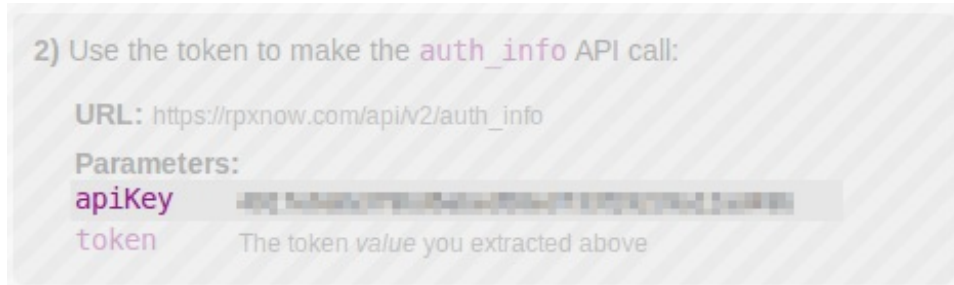 2) Use the token to make the auth_info API call:
URL: https://rpxnow.com/api/v2/auth_info
Parameters:
apiKey
token The token value you extracted above